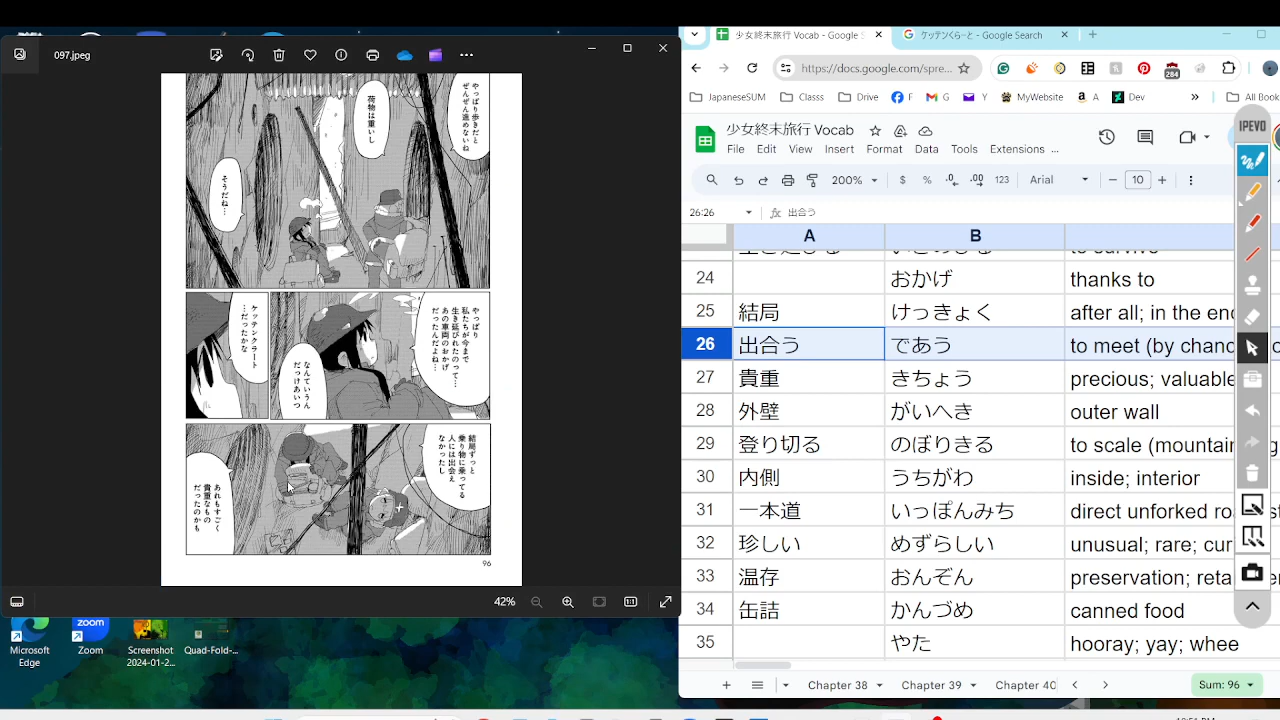 097.jpeg
やっぱり歩きだと
ぜんぜん進めないね
荷物は重いし
そうだね…
やっぱり
私たちが今まで
生き延びれたのって…
あの車両のおかげ
だったんだよね…
なんていうん
だっけあいつ
ケッテンクラート
…だったかな
結局ずっと
乗り物に乗ってる
人には出会え
なかったし
あれもすごく
貴重なもの
だったのかも
96
42%
Microsoft
Edge
Zoom
Screenshot
2024-01-2...
Quad-Fold-...
少女終末旅行 Vocab - Google S
ケッテンくらーと - Google Search
https://docs.google.com/spre...
284
JapaneseSUM
Classs
Drive
G
Y
MyWebsite
A
Dev
All Book
少女終末旅行 Vocab
File Edit View Insert Format Data Tools Extensions ...
200% $ % .0 .00 123 Arial 10
26:26 fx 出合う
A B
24 おかげ thanks to
25 結局 けっきょく after all; in the end
26 出合う であう to meet (by chanc
27 貴重 きちょう precious; valuable
28 外壁 がいへき outer wall
29 登り切る のぼりきる to scale (mountain
30 内側 うちがわ inside; interior
31 一本道 いっぽんみち direct unforked roa
32 珍しい めずらしい unusual; rare; cur
33 温存 おんぞん preservation; reta
34 缶詰 かんづめ canned food
35 やた hooray; yay; whee
Chapter 38 Chapter 39 Chapter 40 Sum: 96
IPEVO